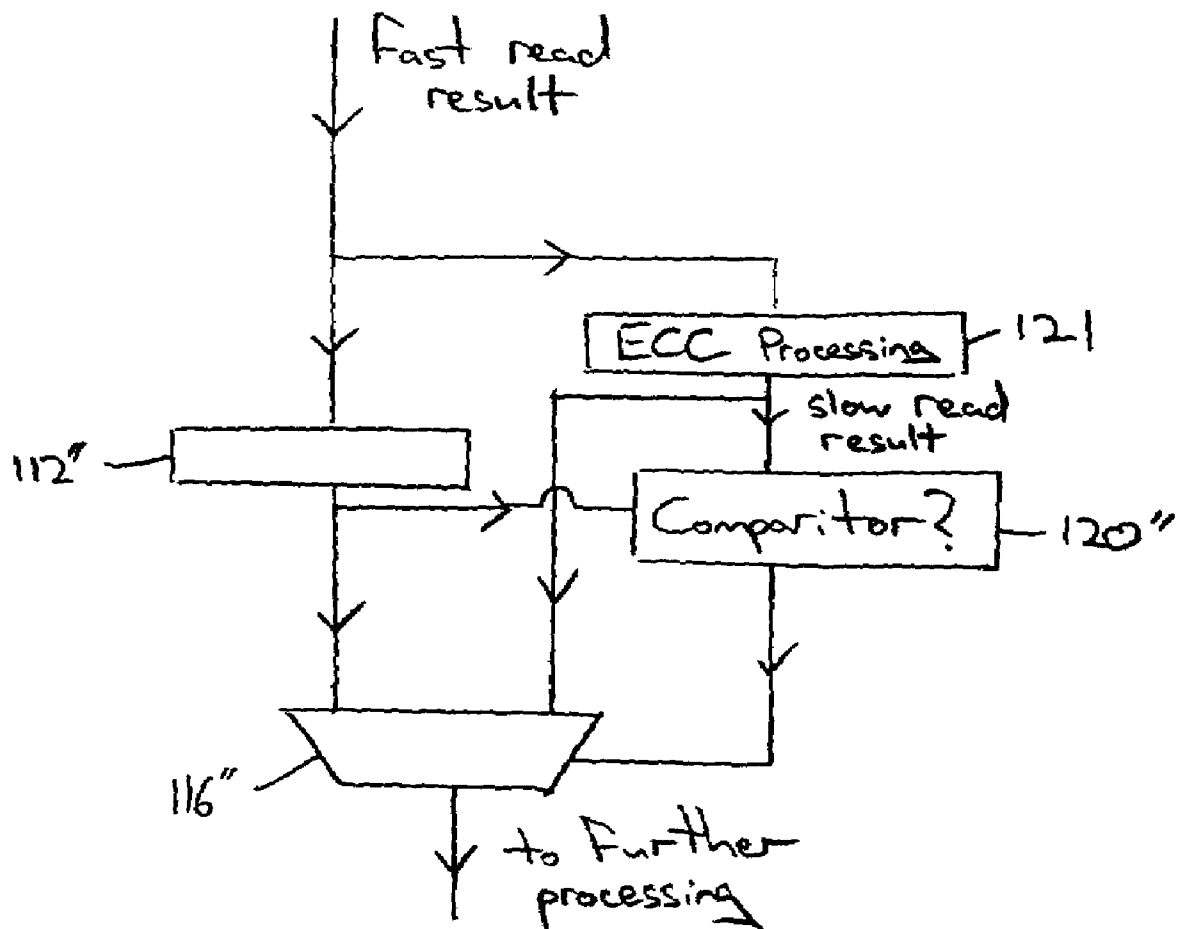 Fast read
result
ECC Processing
121
slow read
result
112"
Comparitor?
120"
116"
to Further
processing